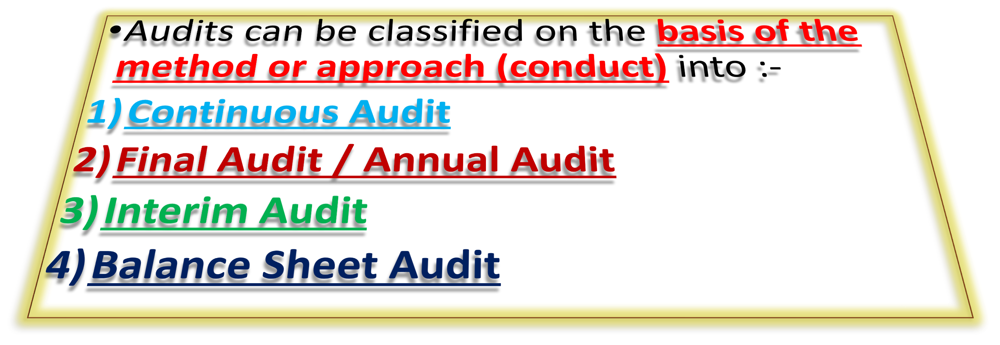 •Audits can be classified on the basis of the
method or approach (conduct) into :-
1) Continuous Audit
2) Final Audit / Annual Audit
3) Interim Audit
4) Balance Sheet Audit